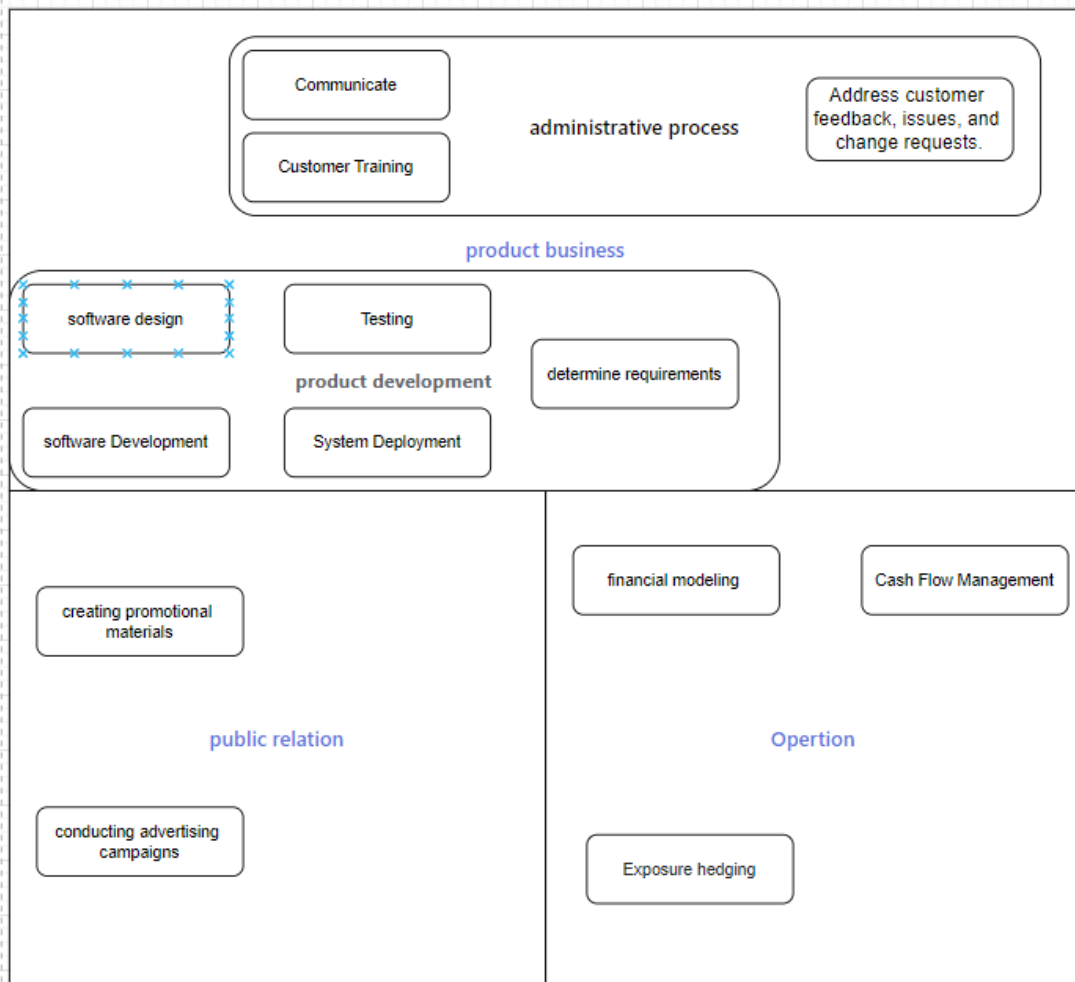 Communicate
administrative process
Address customer
feedback, issues, and
change requests.
Customer Training
product business
software design
Testing
determine requirements
product development
software Development
System Deployment
creating promotional
materials
public relation
conducting advertising
campaigns
financial modeling
Cash Flow Management
Opertion
Exposure hedging